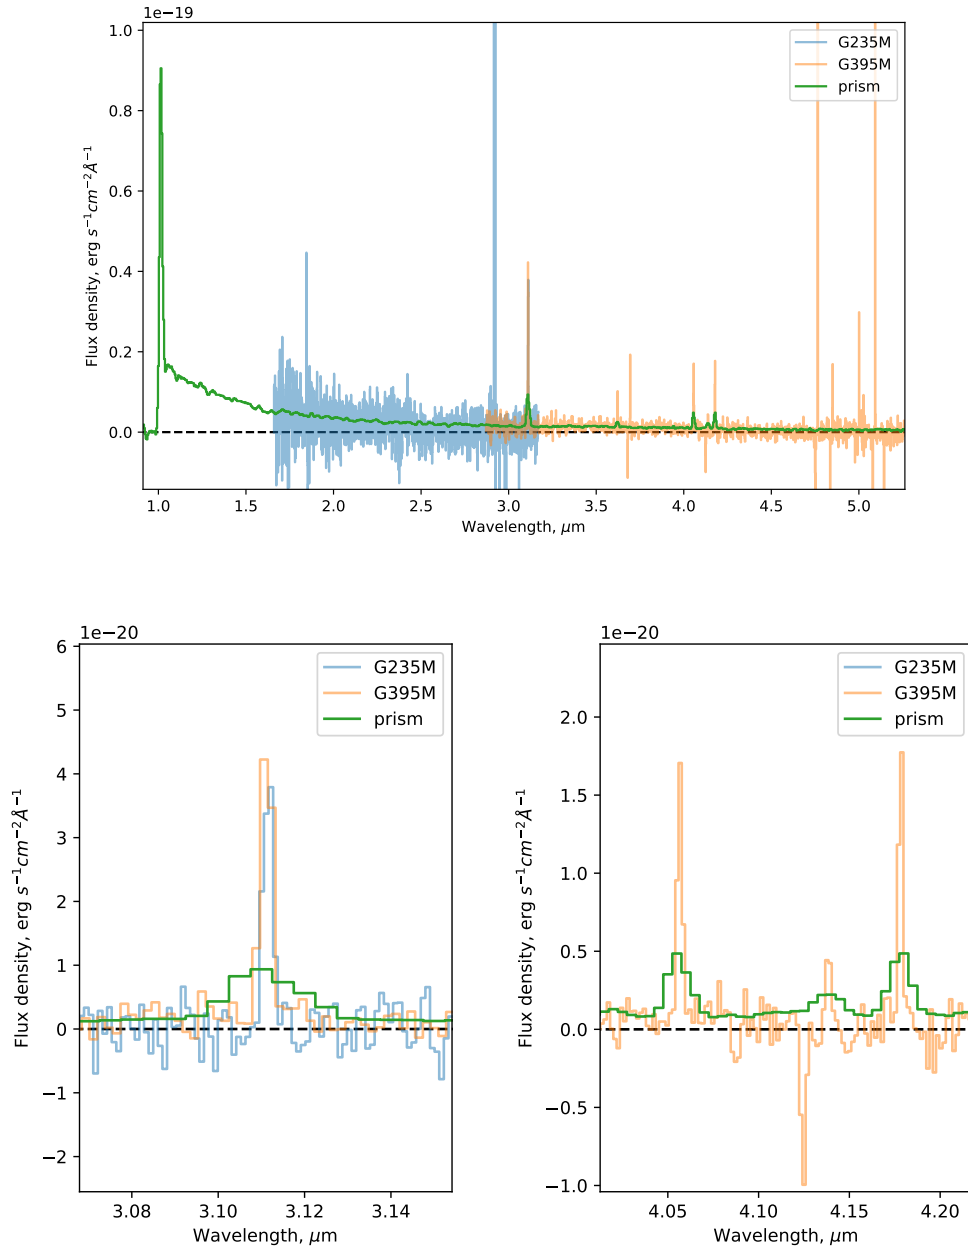 1e−19
G235M
G395M
prism
1.0
0.8
0.6
0.4
0.2
0.0
Flux density, erg s⁻¹cm⁻²Å⁻¹
1.0 1.5 2.0 2.5 3.0 3.5 4.0 4.5 5.0
Wavelength, μm
1e−20
G235M
G395M
prism
6
5
4
3
2
1
0
−1
−2
Flux density, erg s⁻¹cm⁻²Å⁻¹
3.08 3.10 3.12 3.14
Wavelength, μm
1e−20
G235M
G395M
prism
2.0
1.5
1.0
0.5
0.0
−0.5
−1.0
Flux density, erg s⁻¹cm⁻²Å⁻¹
4.05 4.10 4.15 4.20
Wavelength, μm